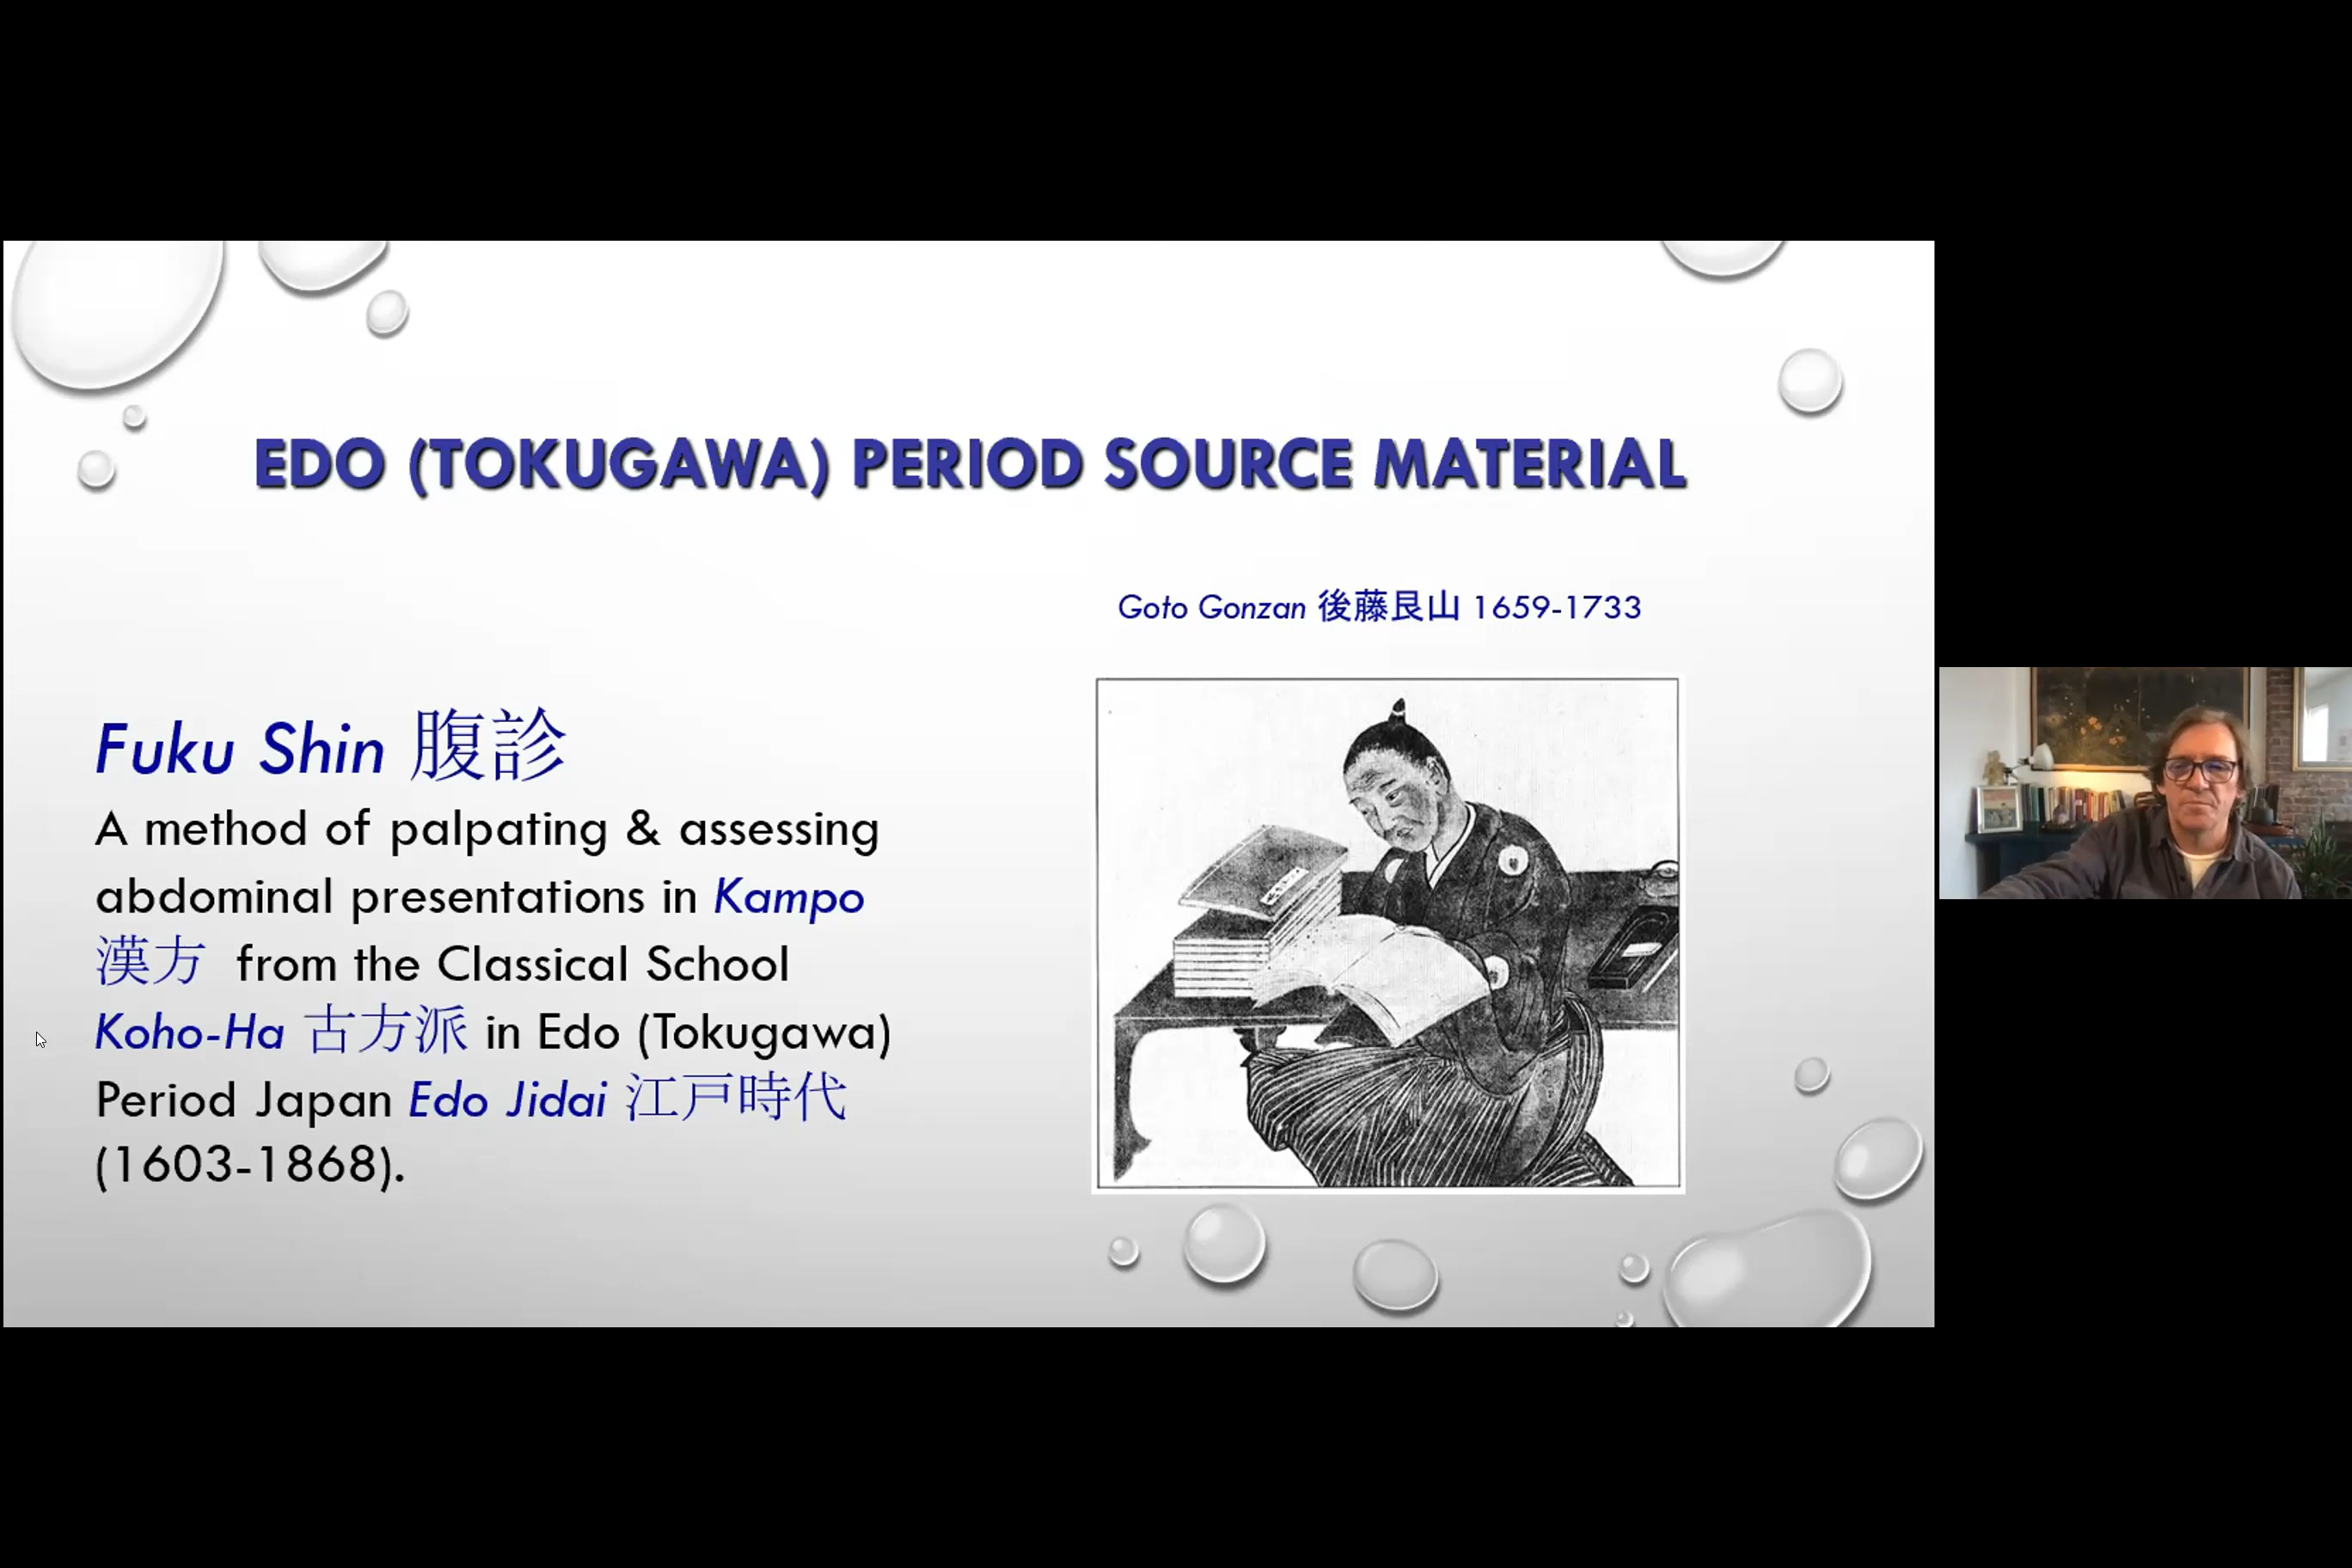 EDO (TOKUGAWA) PERIOD SOURCE MATERIAL
Goto Gonzan 後藤艮山 1659-1733
Fuku Shin 腹診
A method of palpating & assessing
abdominal presentations in Kampo
漢方 from the Classical School
Koho-Ha 古方派 in Edo (Tokugawa)
Period Japan Edo Jidai 江戸時代
(1603-1868).